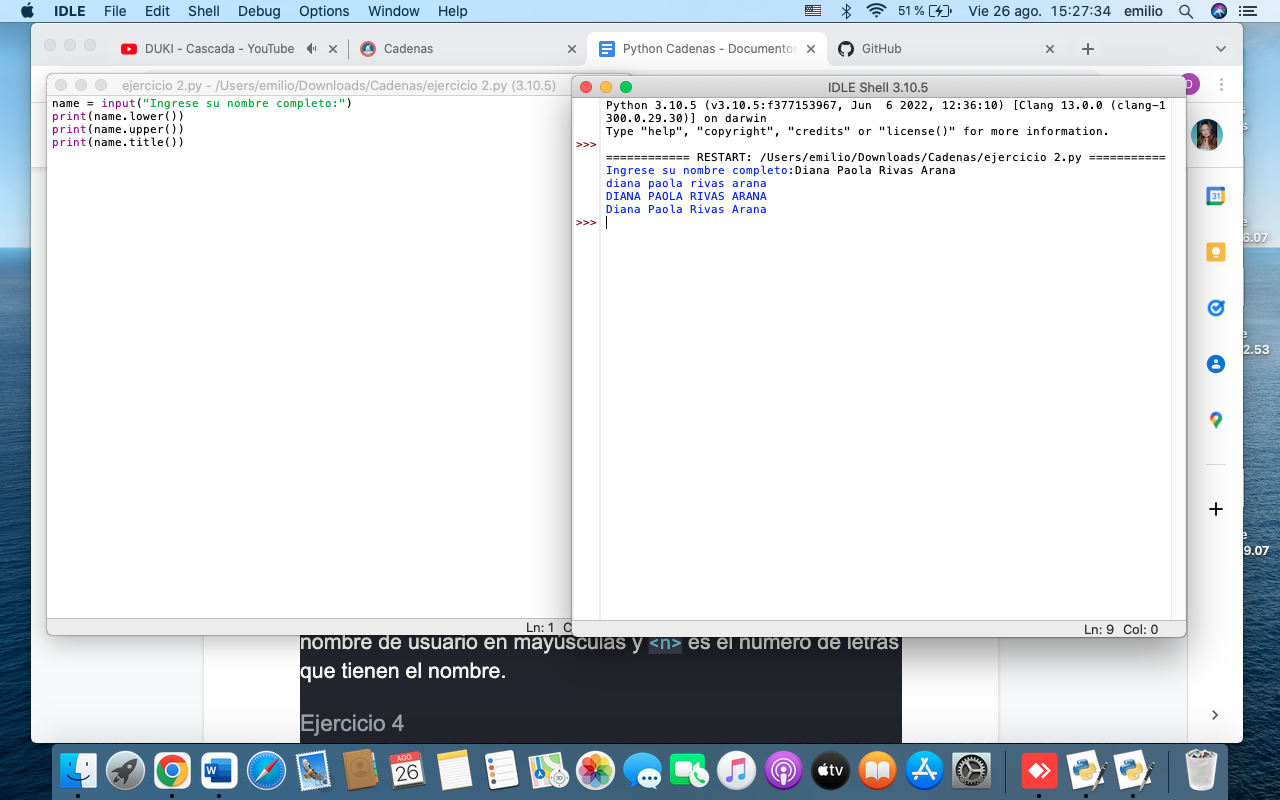 IDLE File Edit Shell Debug Options Window Help 51 % Vie 26 ago. 15:27:34 emilio
DUKI - Cascada - YouTube Cadenas Python Cadenas - Documentos GitHub
ejercicio 2.py - /Users/emilio/Downloads/Cadenas/ejercicio 2.py (3.10.5)
name = input("Ingrese su nombre completo:")
print(name.lower())
print(name.upper())
print(name.title())
Ln: 1 C
IDLE Shell 3.10.5
Python 3.10.5 (v3.10.5:f377153967, Jun  6 2022, 12:36:10) [Clang 13.0.0 (clang-1
300.0.29.30)] on darwin
Type "help", "copyright", "credits" or "license()" for more information.
>>>
============ RESTART: /Users/emilio/Downloads/Cadenas/ejercicio 2.py ===========
Ingrese su nombre completo:Diana Paola Rivas Arana
diana paola rivas arana
DIANA PAOLA RIVAS ARANA
Diana Paola Rivas Arana
>>>
Ln: 9 Col: 0
31
6.07
2.53
9.07
nombre de usuario en mayúsculas y <n> es el número de letras
que tienen el nombre.
Ejercicio 4
W
AGO.
26
tv